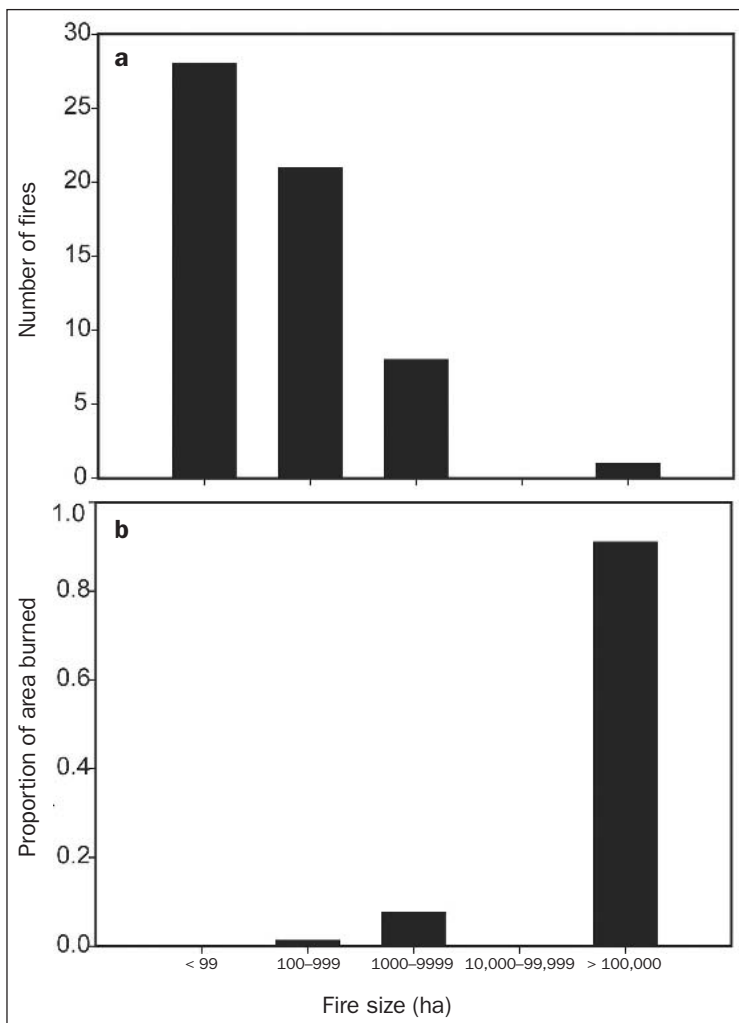 a
30
25
20
15
10
5
0
Number of fires
b
1.0
0.8
0.6
0.4
0.2
0.0
Proportion of area burned
< 99 100–999 1000–9999 10,000–99,999 > 100,000
Fire size (ha)